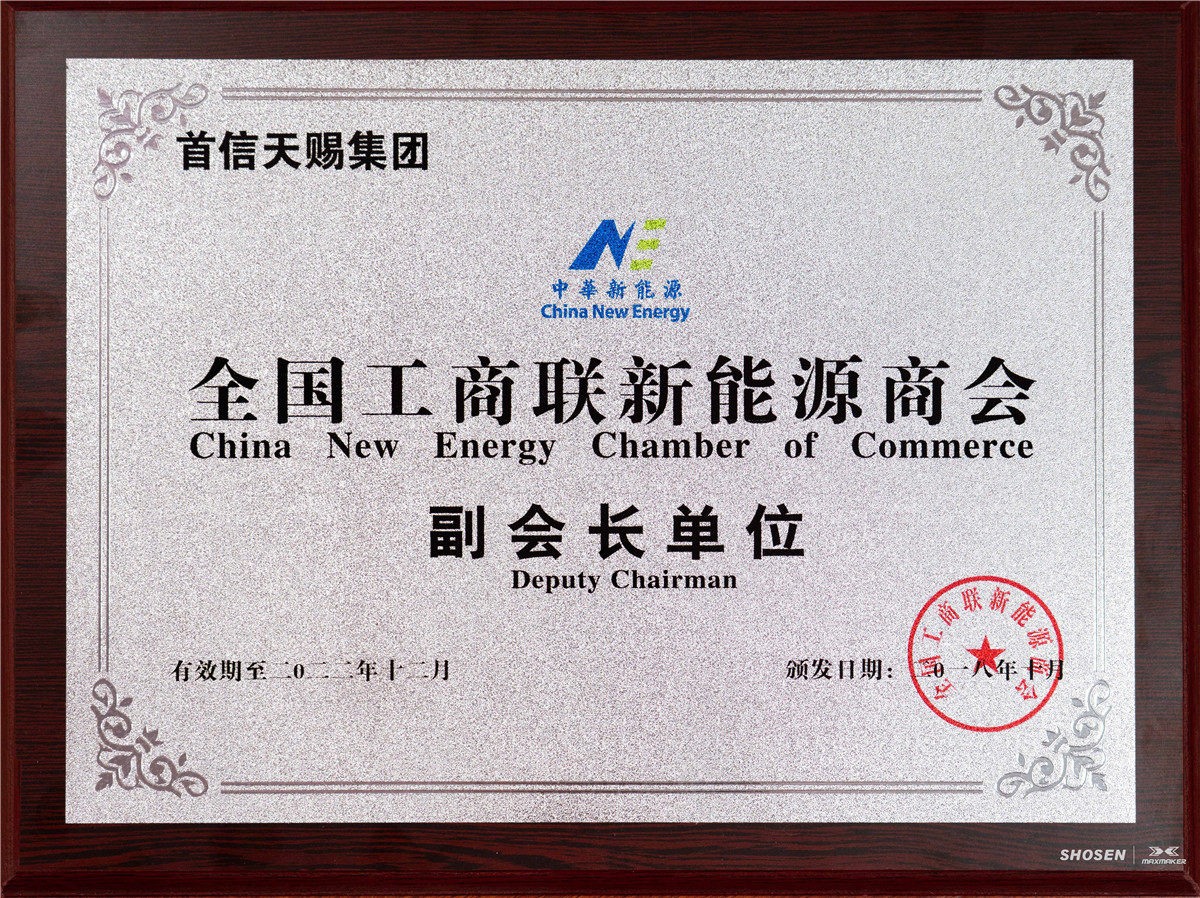 首信天赐集团
NE
中華新能源
China New Energy
全国工商联新能源商会
China New Energy Chamber of Commerce
副会长单位
Deputy Chairman
有效期至二0二二年十二月
颁发日期：二0一八年十月
全国工商联新能源商会
SHOSEN
MAXMAKER